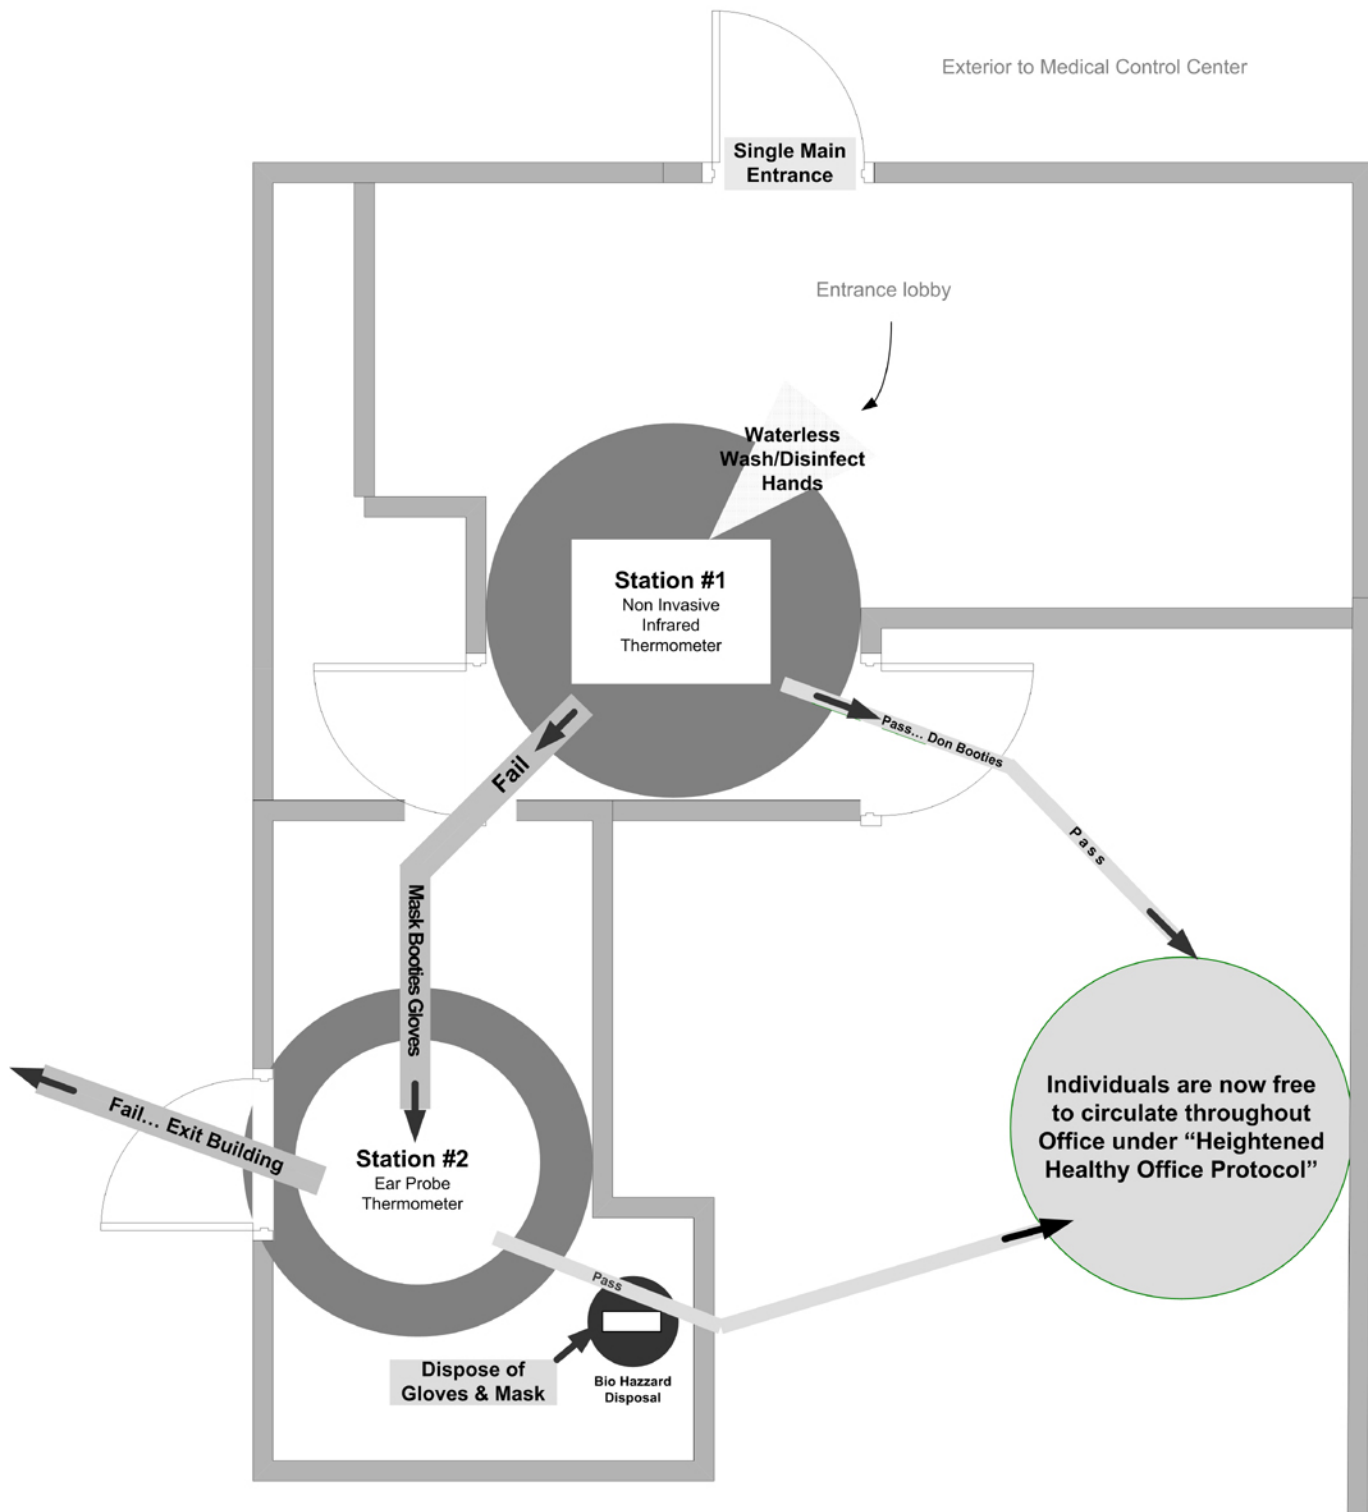 Exterior to Medical Control Center
Single Main
Entrance
Entrance lobby
Waterless
Wash/Disinfect
Hands
Station #1
Non Invasive
Infrared
Thermometer
Pass... Don Booties
Pass
Fail
Mask Booties Gloves
Fail... Exit Building
Station #2
Ear Probe
Thermometer
Individuals are now free
to circulate throughout
Office under “Heightened
Healthy Office Protocol”
Pass
Dispose of
Gloves & Mask
Bio Hazzard
Disposal